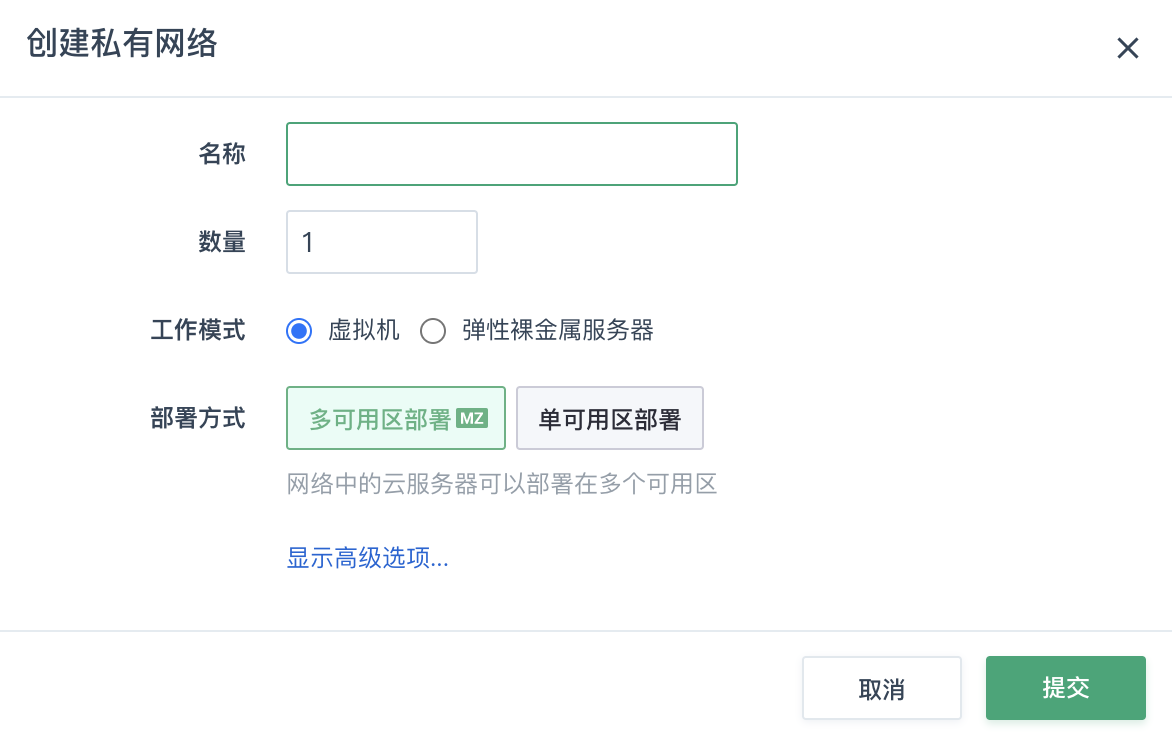 创建私有网络
名称
数量 1
工作模式 虚拟机 弹性裸金属服务器
部署方式 多可用区部署 MZ 单可用区部署
网络中的云服务器可以部署在多个可用区
显示高级选项...
取消 提交